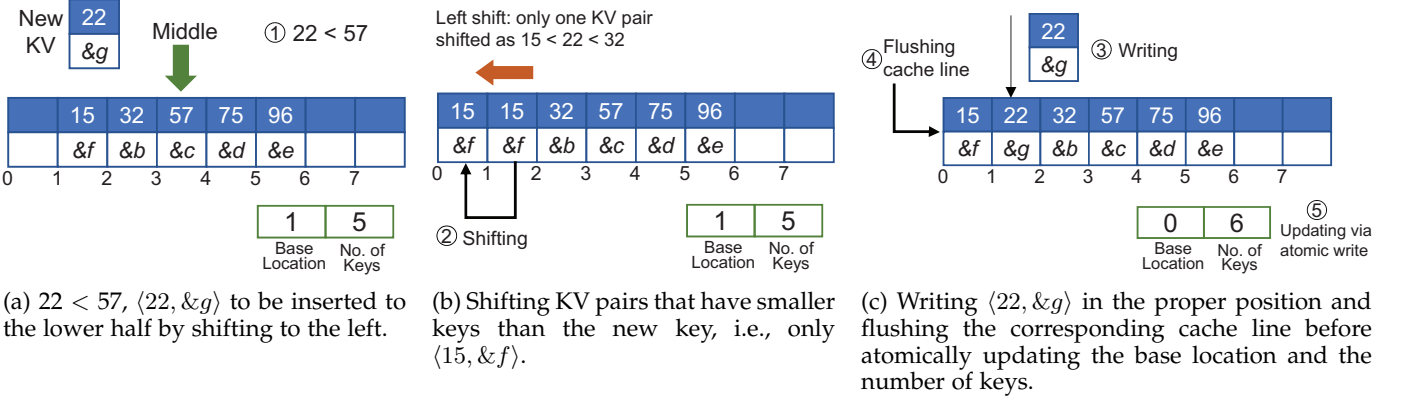 New
KV
22
&g
Middle
① 22 < 57
15 32 57 75 96
&f &b &c &d &e
0 1 2 3 4 5 6 7
1 5
Base
Location
No. of
Keys
(a) 22 < 57, ⟨22, &g⟩ to be inserted to
the lower half by shifting to the left.
Left shift: only one KV pair
shifted as 15 < 22 < 32
15 15 32 57 75 96
&f &f &b &c &d &e
0 1 2 3 4 5 6 7
② Shifting
1 5
Base
Location
No. of
Keys
(b) Shifting KV pairs that have smaller
keys than the new key, i.e., only
⟨15, &f⟩.
④ Flushing
cache line
22
&g
③ Writing
15 22 32 57 75 96
&f &g &b &c &d &e
0 1 2 3 4 5 6 7
0 6
Base
Location
No. of
Keys
⑤
Updating via
atomic write
(c) Writing ⟨22, &g⟩ in the proper position and
flushing the corresponding cache line before
atomically updating the base location and the
number of keys.